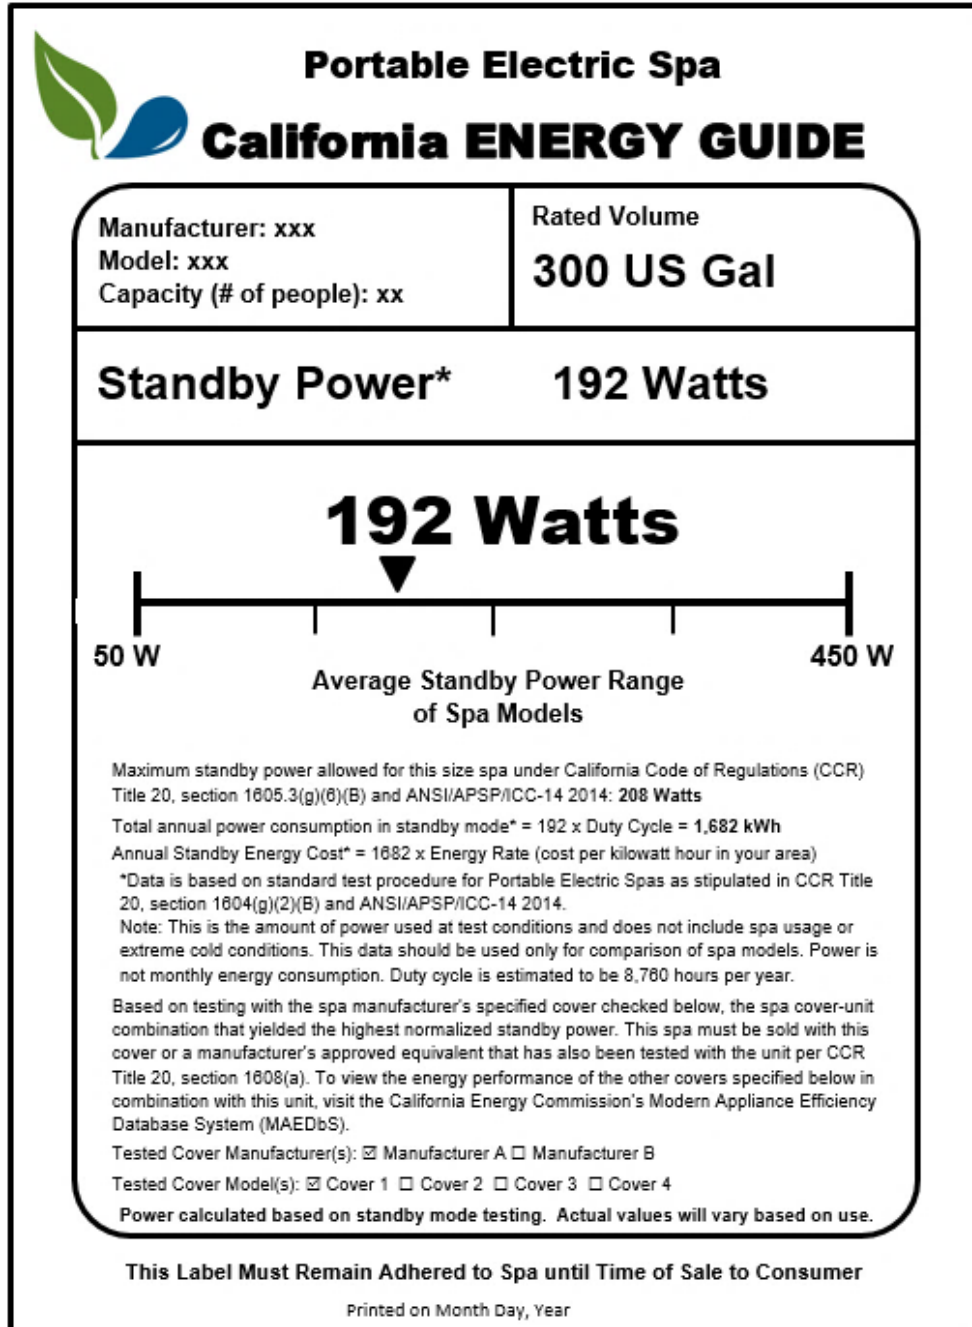 Portable Electric Spa
California ENERGY GUIDE
Manufacturer: xxx
Model: xxx
Capacity (# of people): xx
Rated Volume
300 US Gal
Standby Power* 192 Watts
192 Watts
50 W
450 W
Average Standby Power Range
of Spa Models
Maximum standby power allowed for this size spa under California Code of Regulations (CCR)
Title 20, section 1605.3(g)(6)(B) and ANSI/APSP/ICC-14 2014: 208 Watts
Total annual power consumption in standby mode* = 192 x Duty Cycle = 1,682 kWh
Annual Standby Energy Cost* = 1682 x Energy Rate (cost per kilowatt hour in your area)
*Data is based on standard test procedure for Portable Electric Spas as stipulated in CCR Title
20, section 1604(g)(2)(B) and ANSI/APSP/ICC-14 2014.
Note: This is the amount of power used at test conditions and does not include spa usage or
extreme cold conditions. This data should be used only for comparison of spa models. Power is
not monthly energy consumption. Duty cycle is estimated to be 8,760 hours per year.
Based on testing with the spa manufacturer's specified cover checked below, the spa cover-unit
combination that yielded the highest normalized standby power. This spa must be sold with this
cover or a manufacturer's approved equivalent that has also been tested with the unit per CCR
Title 20, section 1608(a). To view the energy performance of the other covers specified below in
combination with this unit, visit the California Energy Commission's Modern Appliance Efficiency
Database System (MAEDbS).
Tested Cover Manufacturer(s): ☑ Manufacturer A ☐ Manufacturer B
Tested Cover Model(s): ☑ Cover 1 ☐ Cover 2 ☐ Cover 3 ☐ Cover 4
Power calculated based on standby mode testing. Actual values will vary based on use.
This Label Must Remain Adhered to Spa until Time of Sale to Consumer
Printed on Month Day, Year